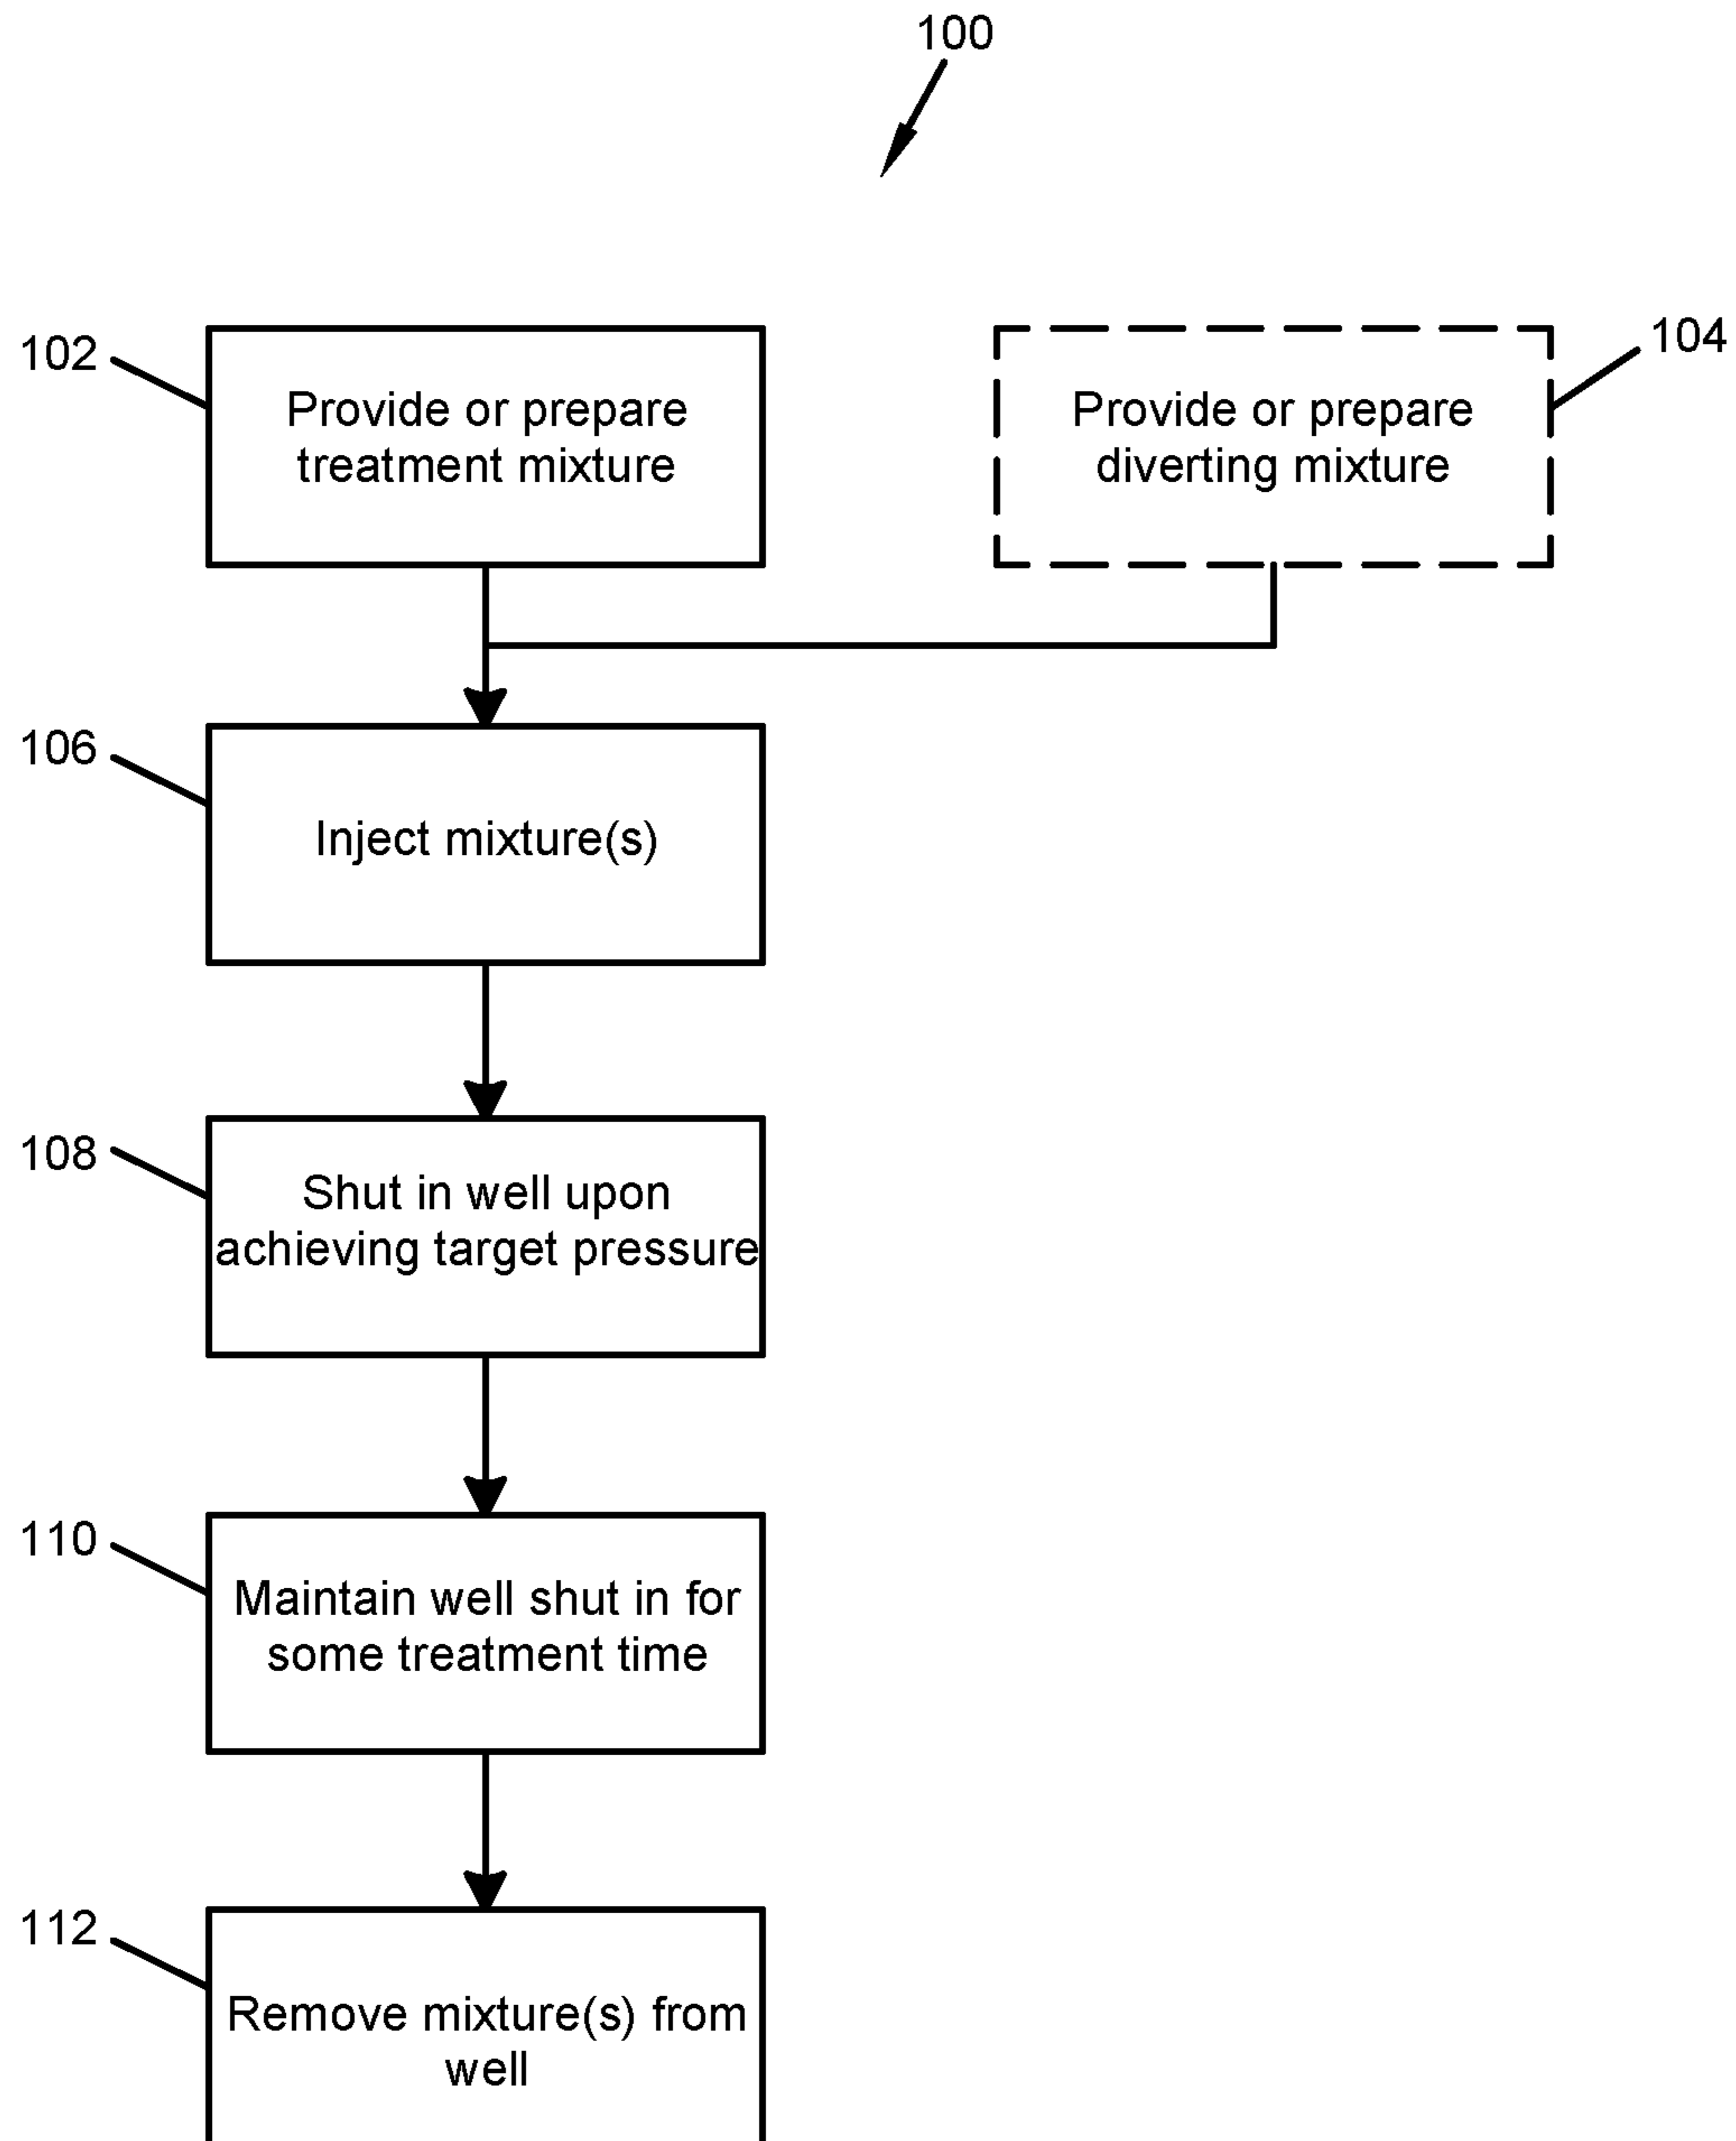 100
102
Provide or prepare
treatment mixture
Provide or prepare
diverting mixture
104
106
Inject mixture(s)
108
Shut in well upon
achieving target pressure
110
Maintain well shut in for
some treatment time
112
Remove mixture(s) from
well